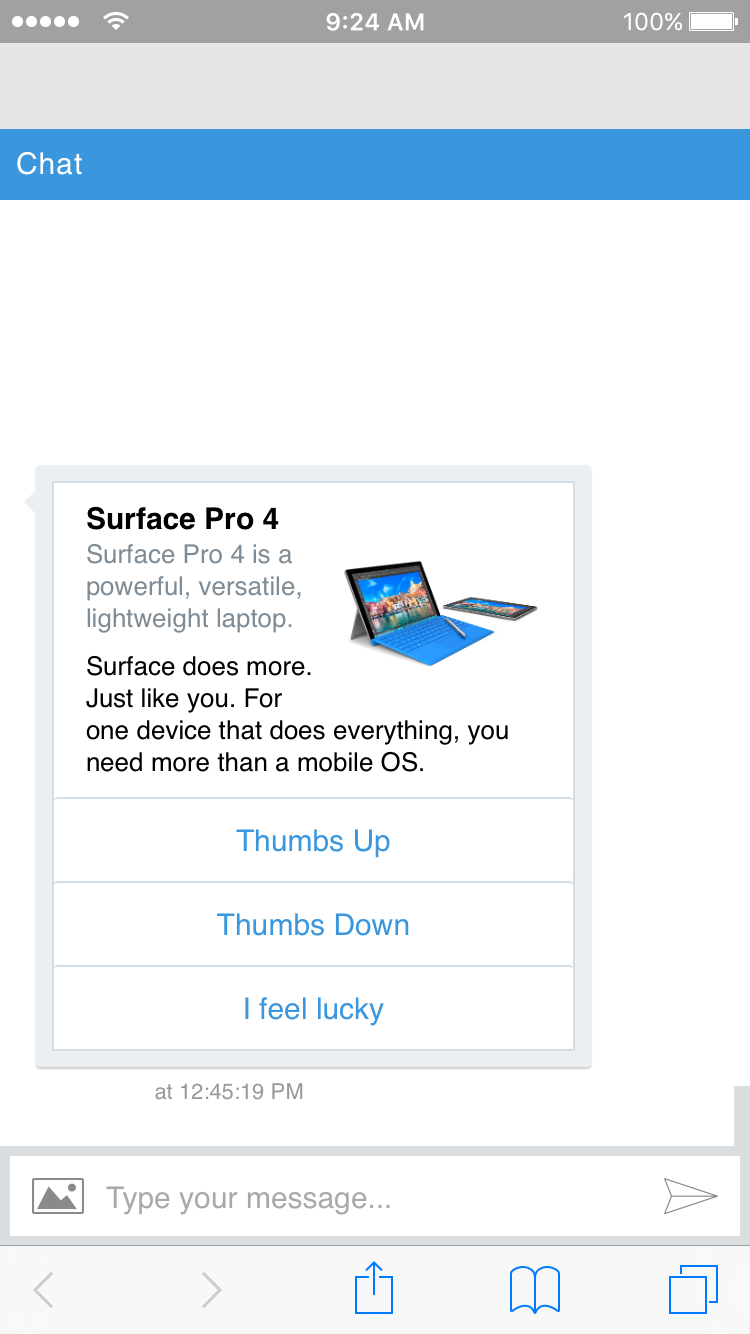 9:24 AM
100%
Chat
Surface Pro 4
Surface Pro 4 is a
powerful, versatile,
lightweight laptop.
Surface does more.
Just like you. For
one device that does everything, you
need more than a mobile OS.
Thumbs Up
Thumbs Down
I feel lucky
at 12:45:19 PM
Type your message...